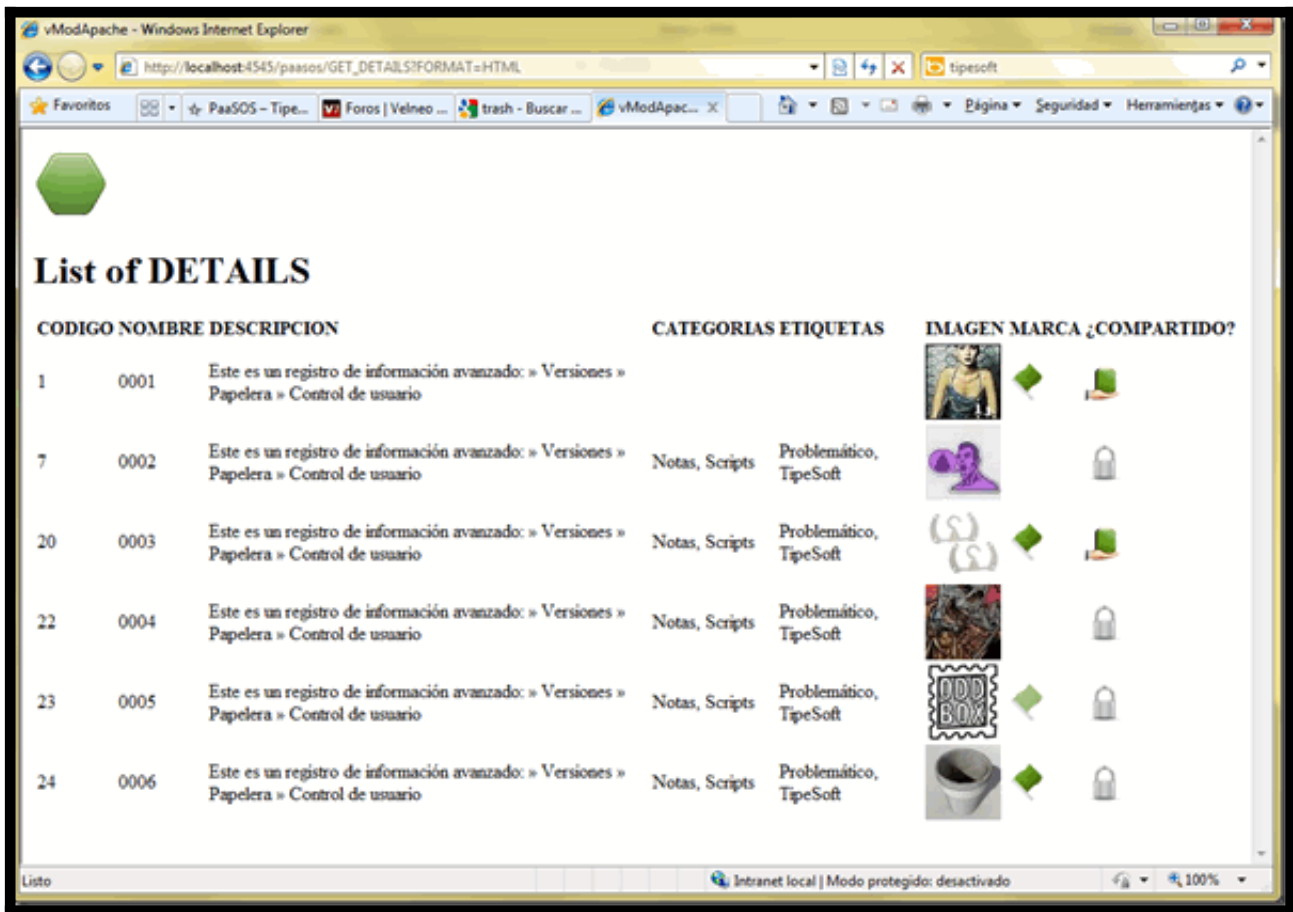 vModApache - Windows Internet Explorer
http://localhost:4545/paasos/GET_DETAILS?FORMAT=HTML
tipesoft
Favoritos
PaaSOS – Tipe...
Foros | Velneo ...
trash - Buscar ...
vModApac...
Página
Seguridad
Herramientas
List of DETAILS
CODIGO NOMBRE DESCRIPCION CATEGORIAS ETIQUETAS IMAGEN MARCA ¿COMPARTIDO?
1 0001 Este es un registro de información avanzado: » Versiones »
Papelera » Control de usuario
7 0002 Este es un registro de información avanzado: » Versiones »
Papelera » Control de usuario
Notas, Scripts
Problemático,
TipeSoft
20 0003 Este es un registro de información avanzado: » Versiones »
Papelera » Control de usuario
Notas, Scripts
Problemático,
TipeSoft
22 0004 Este es un registro de información avanzado: » Versiones »
Papelera » Control de usuario
Notas, Scripts
Problemático,
TipeSoft
23 0005 Este es un registro de información avanzado: » Versiones »
Papelera » Control de usuario
Notas, Scripts
Problemático,
TipeSoft
ODD
BOX
24 0006 Este es un registro de información avanzado: » Versiones »
Papelera » Control de usuario
Notas, Scripts
Problemático,
TipeSoft
Listo
Intranet local | Modo protegido: desactivado
100%